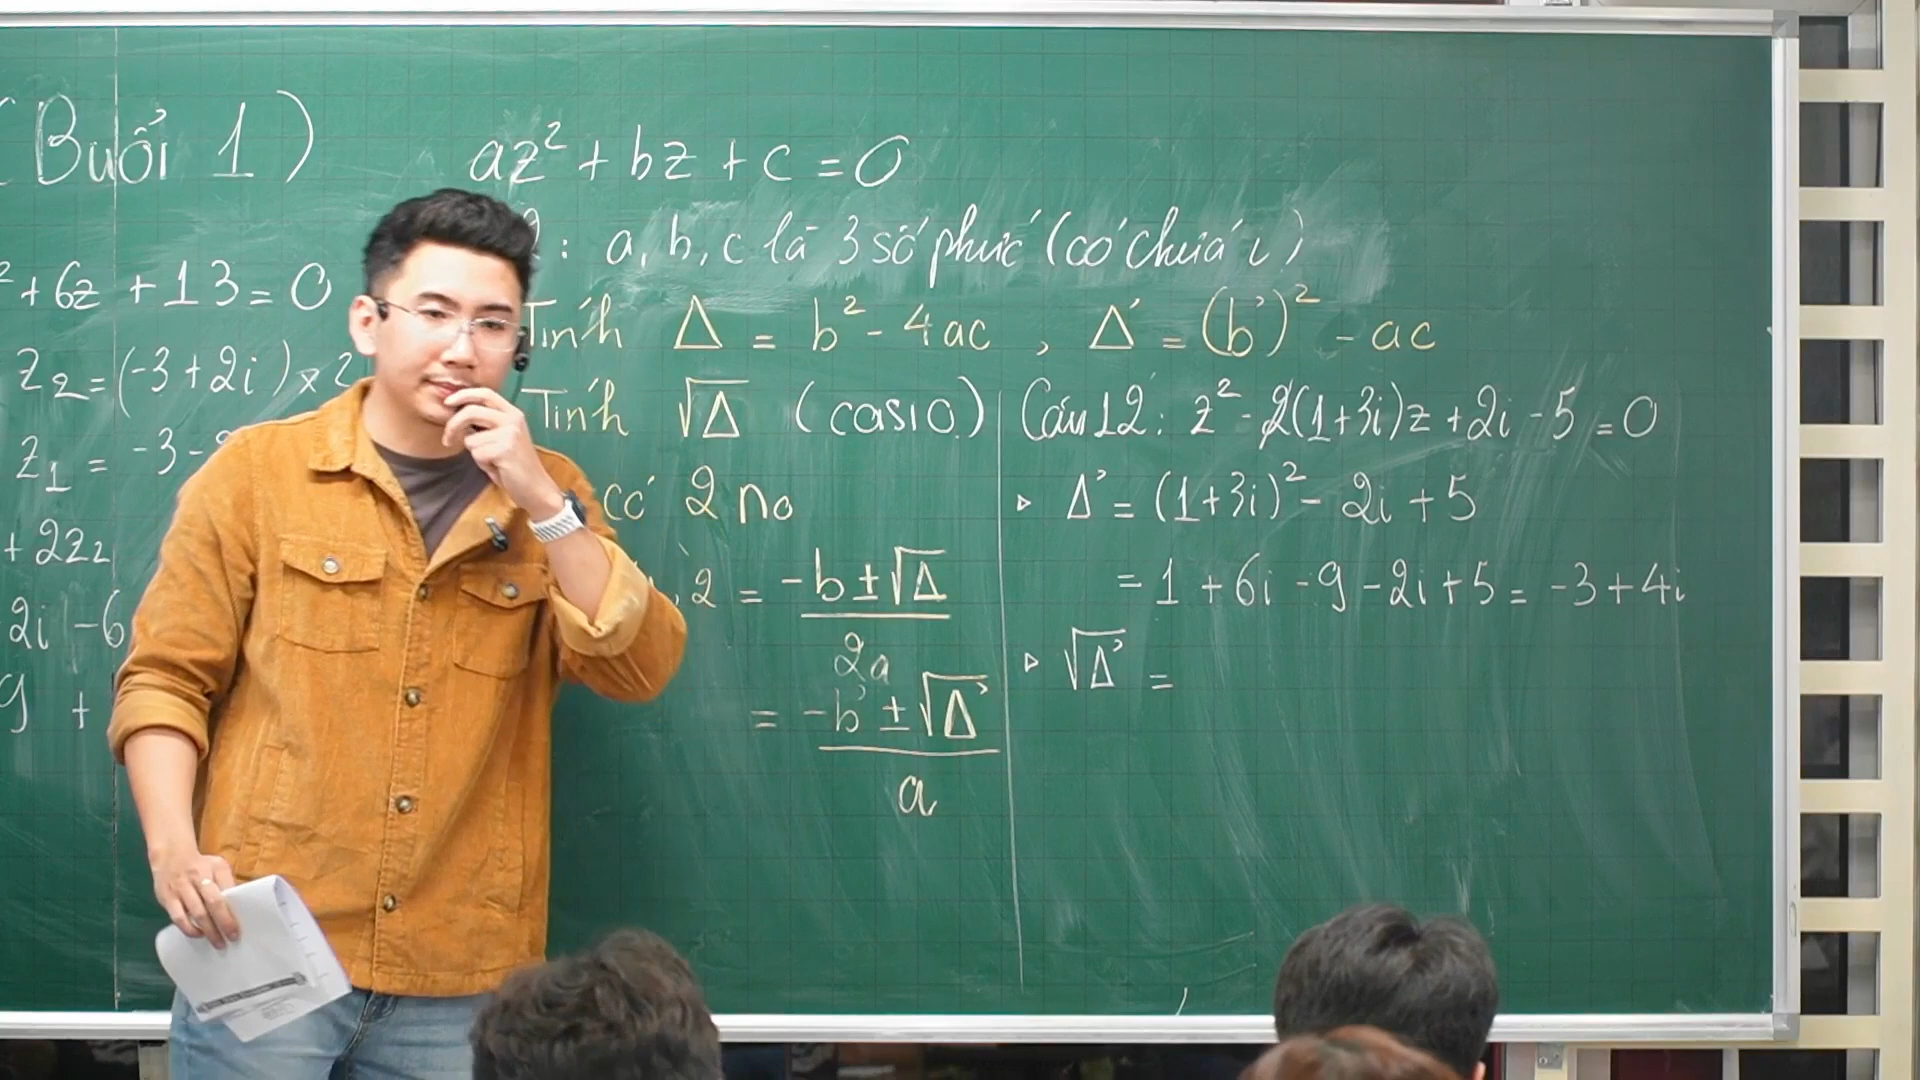 (Buổi 1)
² + 6z + 13 = 0
z₂ = (-3 + 2i) × 2
z₁ = -3 -
+ 2z₂
2i - 6
9 +
az² + bz + c = 0
: a, b, c là 3 số phức (có chứa i)
Tính Δ = b² - 4ac , Δ' = (b')² - ac
Tính √Δ (casio)
có 2 no
,2 = (-b ± √Δ) / 2a
= (-b' ± √Δ') / a
Câu 12: z² - 2(1+3i)z + 2i - 5 = 0
▹ Δ' = (1+3i)² - 2i + 5
= 1 + 6i - 9 - 2i + 5 = -3 + 4i
▹ √Δ' =